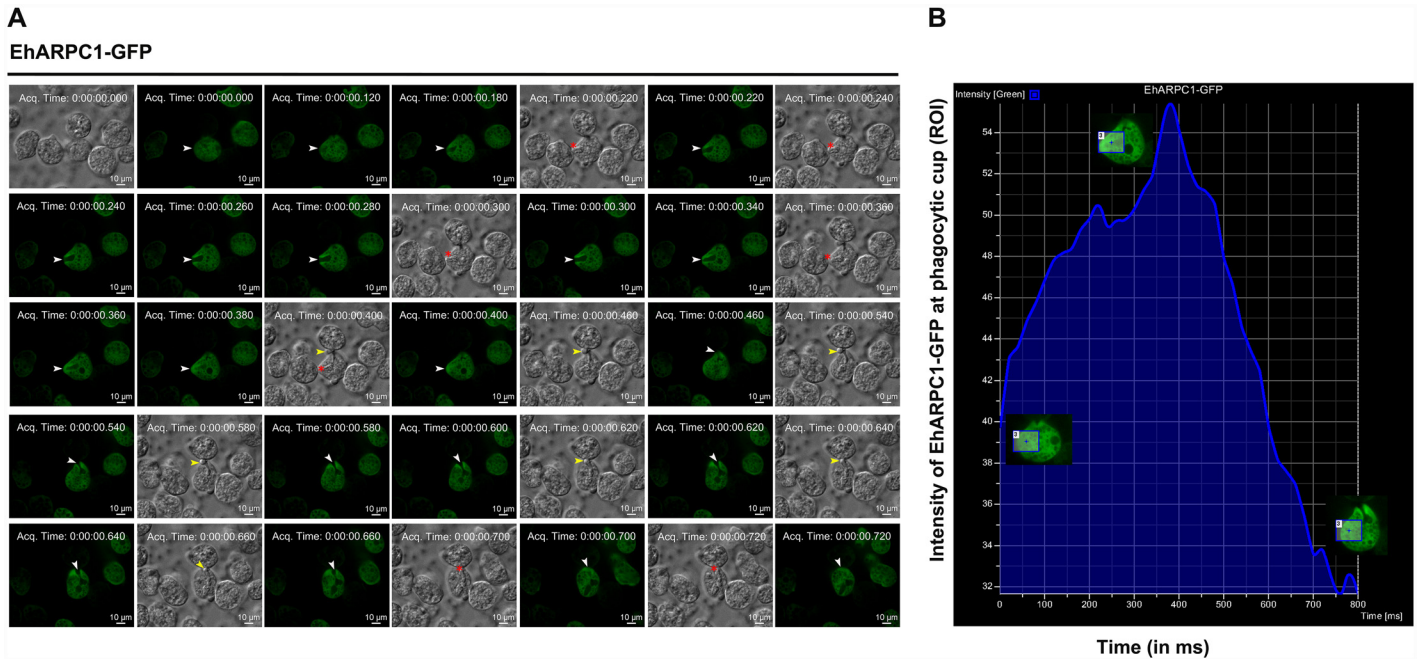 A
EhARPC1-GFP
Acq. Time: 0:00:00.000
10 µm
Acq. Time: 0:00:00.000
10 µm
Acq. Time: 0:00:00.120
10 µm
Acq. Time: 0:00:00.180
10 µm
Acq. Time: 0:00:00.220
10 µm
Acq. Time: 0:00:00.220
10 µm
Acq. Time: 0:00:00.240
10 µm
Acq. Time: 0:00:00.240
10 µm
Acq. Time: 0:00:00.260
10 µm
Acq. Time: 0:00:00.280
10 µm
Acq. Time: 0:00:00.300
10 µm
Acq. Time: 0:00:00.300
10 µm
Acq. Time: 0:00:00.340
10 µm
Acq. Time: 0:00:00.360
10 µm
Acq. Time: 0:00:00.360
10 µm
Acq. Time: 0:00:00.380
10 µm
Acq. Time: 0:00:00.400
10 µm
Acq. Time: 0:00:00.400
10 µm
Acq. Time: 0:00:00.460
10 µm
Acq. Time: 0:00:00.460
10 µm
Acq. Time: 0:00:00.540
10 µm
Acq. Time: 0:00:00.540
10 µm
Acq. Time: 0:00:00.580
10 µm
Acq. Time: 0:00:00.580
10 µm
Acq. Time: 0:00:00.600
10 µm
Acq. Time: 0:00:00.620
10 µm
Acq. Time: 0:00:00.620
10 µm
Acq. Time: 0:00:00.640
10 µm
Acq. Time: 0:00:00.640
10 µm
Acq. Time: 0:00:00.660
10 µm
Acq. Time: 0:00:00.660
10 µm
Acq. Time: 0:00:00.700
10 µm
Acq. Time: 0:00:00.700
10 µm
Acq. Time: 0:00:00.720
10 µm
Acq. Time: 0:00:00.720
10 µm
B
Intensity of EhARPC1-GFP at phagocytic cup (ROI)
Intensity [Green]
EhARPC1-GFP
54
52
50
48
46
44
42
40
38
36
34
32
0 100 200 300 400 500 600 700 800
Time [ms]
Time (in ms)